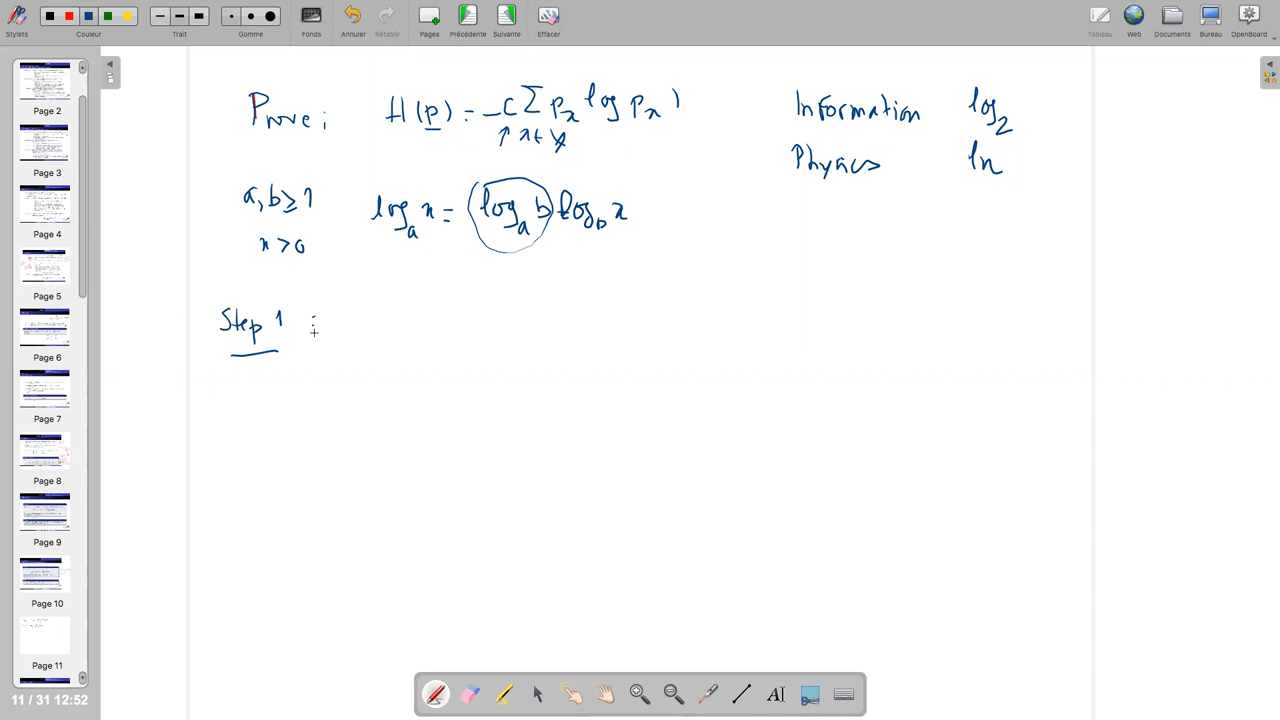 Stylets
Couleur
Trait
Gomme
Fonds
Annuler
Rétablir
Pages
Précédente
Suivante
Effacer
Tableau
Web
Documents
Bureau
OpenBoard
Page 2
Page 3
Page 4
Page 5
Page 6
Page 7
Page 8
Page 9
Page 10
Page 11
11 / 31 12:52
Prove : H(p) = -C Σ pₓ log pₓ )
↑ x ∈ X
Information log₂
Physics ln
a, b ≥ 1 logₐ x = logₐ b log_b x
x > 0
Step 1 :